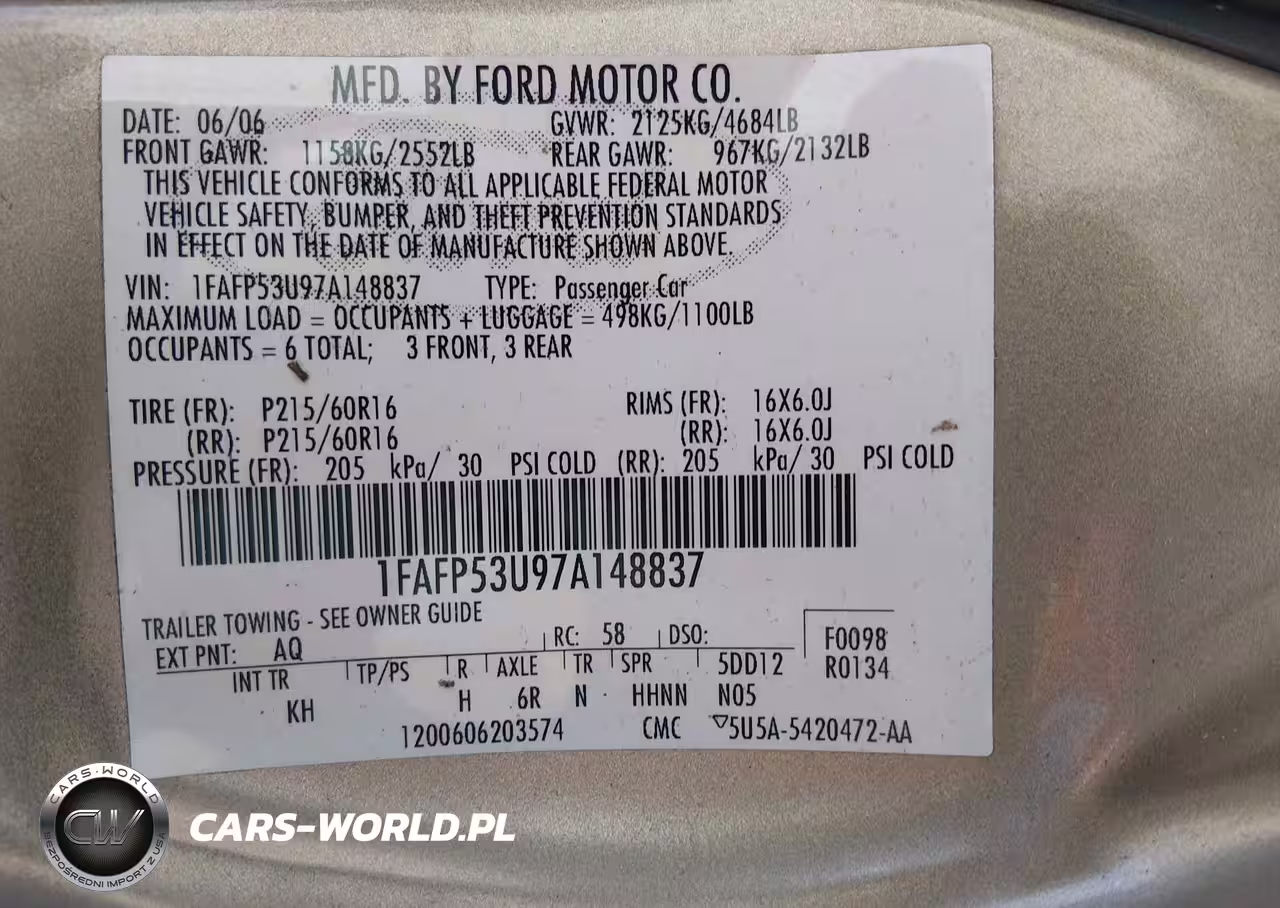 MFD. BY FORD MOTOR CO.
DATE: 06/06 GVWR: 2125KG/4684LB
FRONT GAWR: 1158KG/2552LB REAR GAWR: 967KG/2132LB
THIS VEHICLE CONFORMS TO ALL APPLICABLE FEDERAL MOTOR
VEHICLE SAFETY, BUMPER, AND THEFT PREVENTION STANDARDS
IN EFFECT ON THE DATE OF MANUFACTURE SHOWN ABOVE.
VIN: 1FAFP53U97A148837 TYPE: Passenger Car
MAXIMUM LOAD = OCCUPANTS + LUGGAGE = 498KG/1100LB
OCCUPANTS = 6 TOTAL; 3 FRONT, 3 REAR
TIRE (FR): P215/60R16 RIMS (FR): 16X6.0J
(RR): P215/60R16 (RR): 16X6.0J
PRESSURE (FR): 205 kPa/ 30 PSI COLD (RR): 205 kPa/ 30 PSI COLD
1FAFP53U97A148837
TRAILER TOWING - SEE OWNER GUIDE
EXT PNT: AQ RC: 58 DSO: F0098
INT TR TP/PS R AXLE TR SPR 5DD12 R0134
KH H 6R N HHNN N05
1200606203574 CMC ▽5U5A-5420472-AA
CARS-WORLD
CW
BEZPOŚREDNI IMPORT Z USA
CARS-WORLD.PL